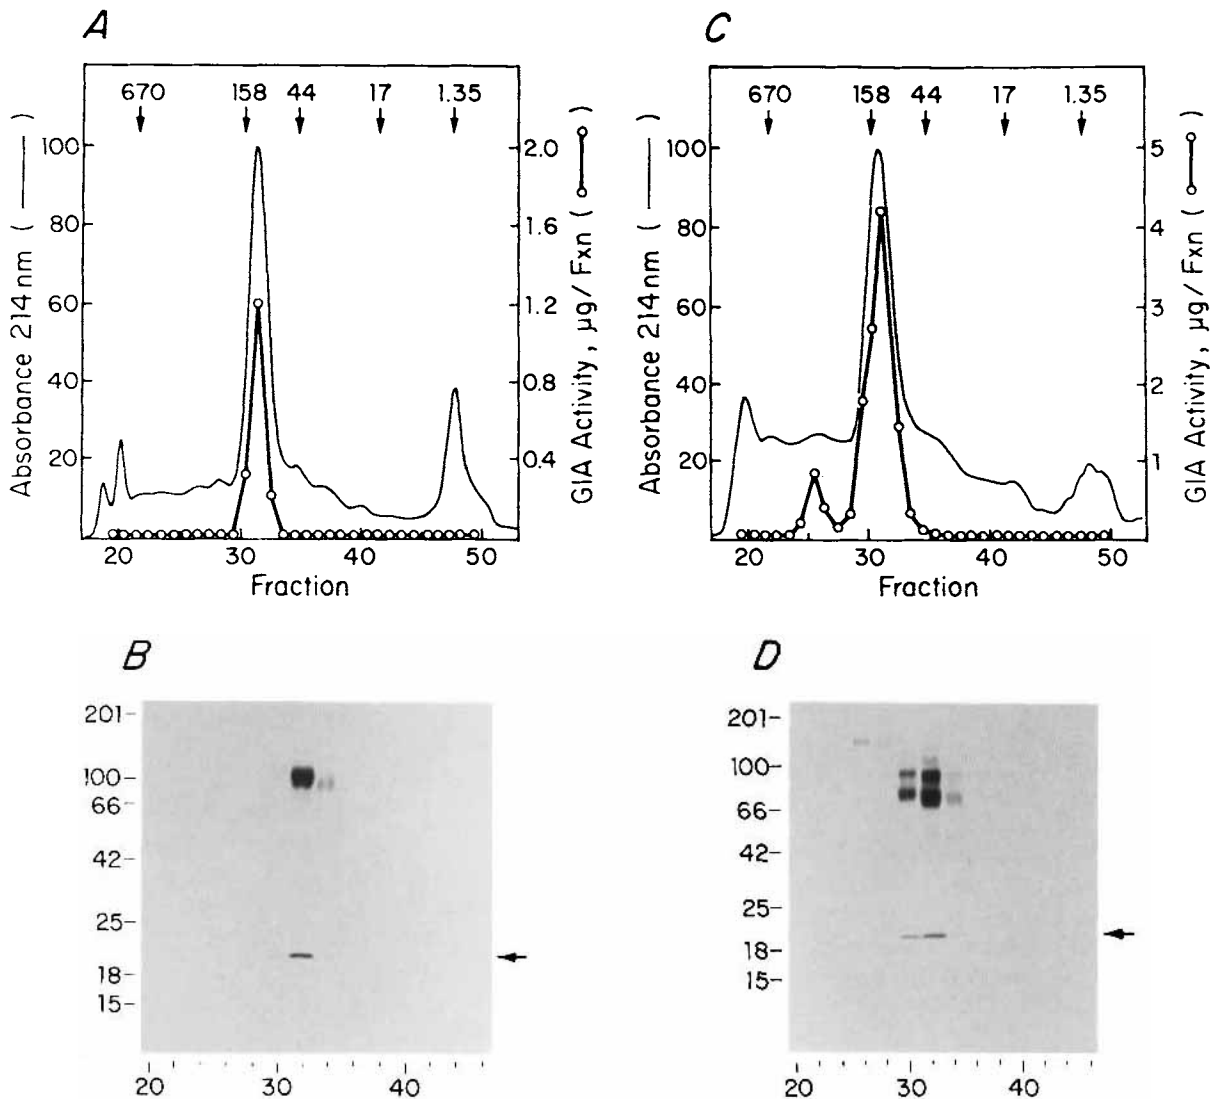 A
670 158 44 17 1.35
Absorbance 214nm ( — )
100
80
60
40
20
2.0
1.6
1.2
0.8
0.4
GIA Activity, µg/Fxn ( )
20 30 40 50
Fraction
C
670 158 44 17 1.35
Absorbance 214nm ( — )
100
80
60
40
20
5
4
3
2
1
GIA Activity, µg/Fxn ( )
20 30 40 50
Fraction
B
201-
100-
66-
42-
25-
18-
15-
20 30 40
D
201-
100-
66-
42-
25-
18-
15-
20 30 40